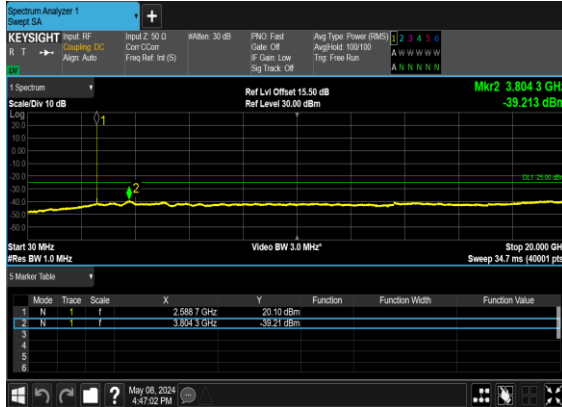 Spectrum Analyzer 1
Swept SA
+
KEYSIGHT
R T
Input: RF
Coupling: DC
Align: Auto
Input Z: 50 Ω
Corr CCorr
Freq Ref: Int (S)
#Atten: 30 dB
PNO: Fast
Gate: Off
IF Gain: Low
Sig Track: Off
Avg Type: Power (RMS)
Avg|Hold: 100/100
Trig: Free Run
1 2 3 4 5 6
A W W W W W
A N N N N N
1 Spectrum
Scale/Div 10 dB
Ref Lvl Offset 15.50 dB
Ref Level 30.00 dBm
Mkr2 3.804 3 GHz
-39.213 dBm
Log
20.0
10.0
0.00
-10.0
-20.0
-30.0
-40.0
-50.0
-60.0
1
2
DL1 -25.00 dBm
Start 30 MHz
#Res BW 1.0 MHz
Video BW 3.0 MHz*
Stop 20.000 GH
Sweep 34.7 ms (40001 pts
5 Marker Table
Mode Trace Scale X Y Function Function Width Function Value
1 N 1 f 2.588 7 GHz 20.10 dBm
2 N 1 f 3.804 3 GHz -39.21 dBm
3
4
5
6
?
May 08, 2024
4:47:02 PM